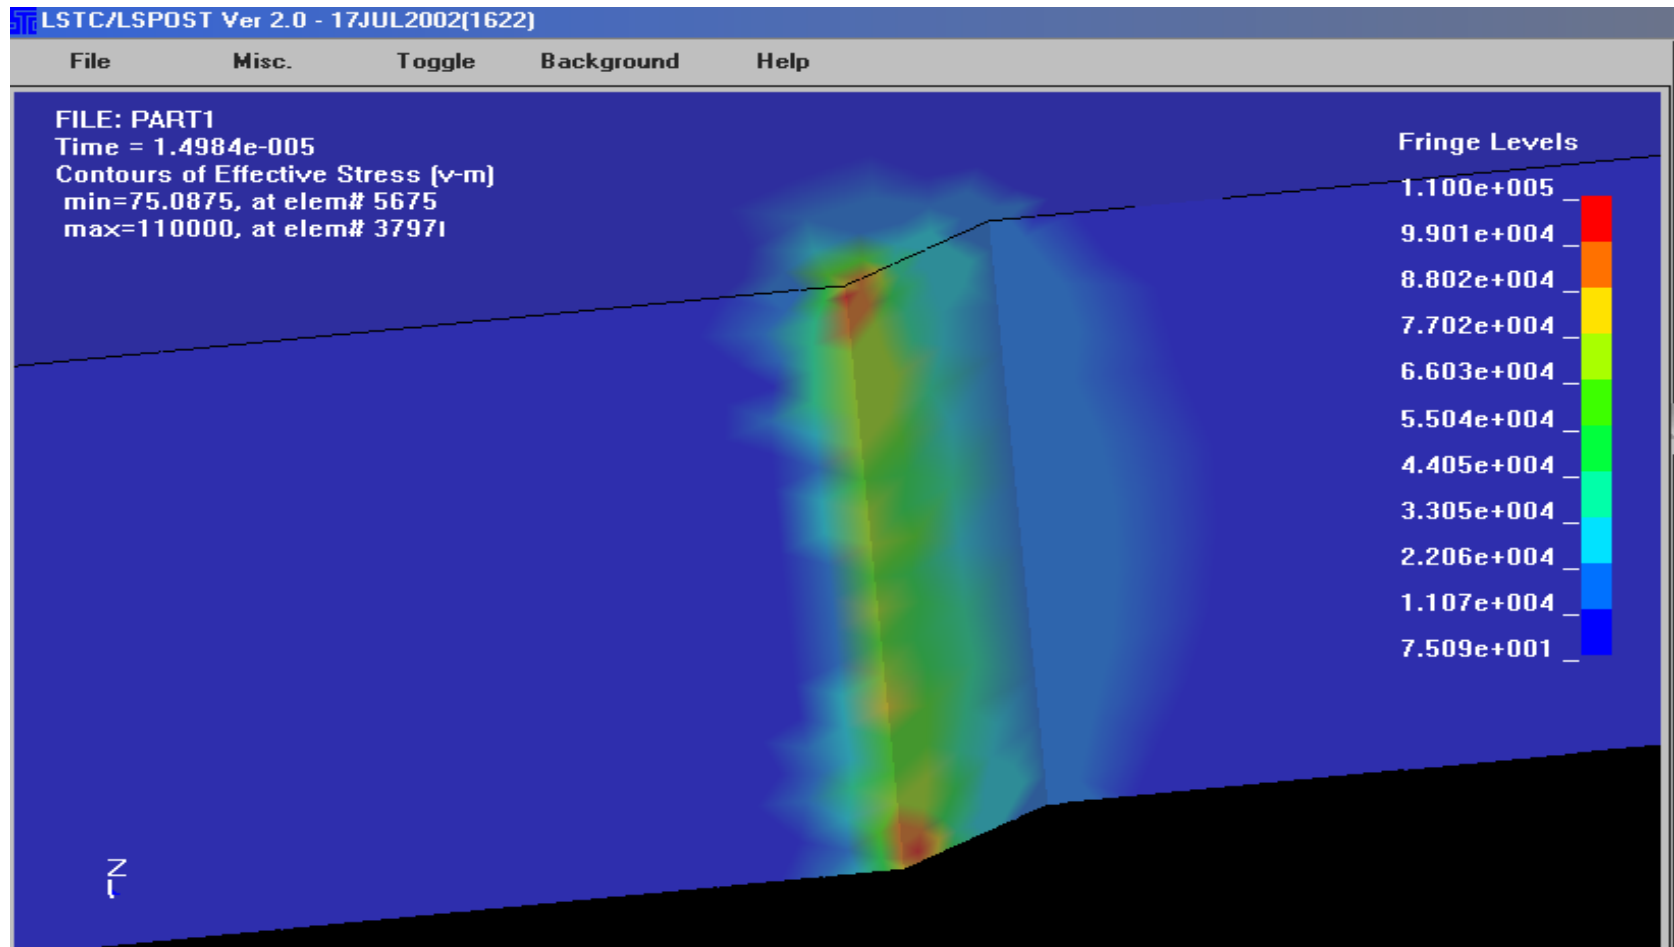 LSTC/LSPOST Ver 2.0 - 17JUL2002(1622)
File Misc. Toggle Background Help
FILE: PART1
Time = 1.4984e-005
Contours of Effective Stress (v-m)
min=75.0875, at elem# 5675
max=110000, at elem#
Fringe Levels
1.100e+005
9.901e+004
8.802e+004
7.702e+004
6.603e+004
5.504e+004
4.405e+004
3.305e+004
2.206e+004
1.107e+004
7.509e+001
Z